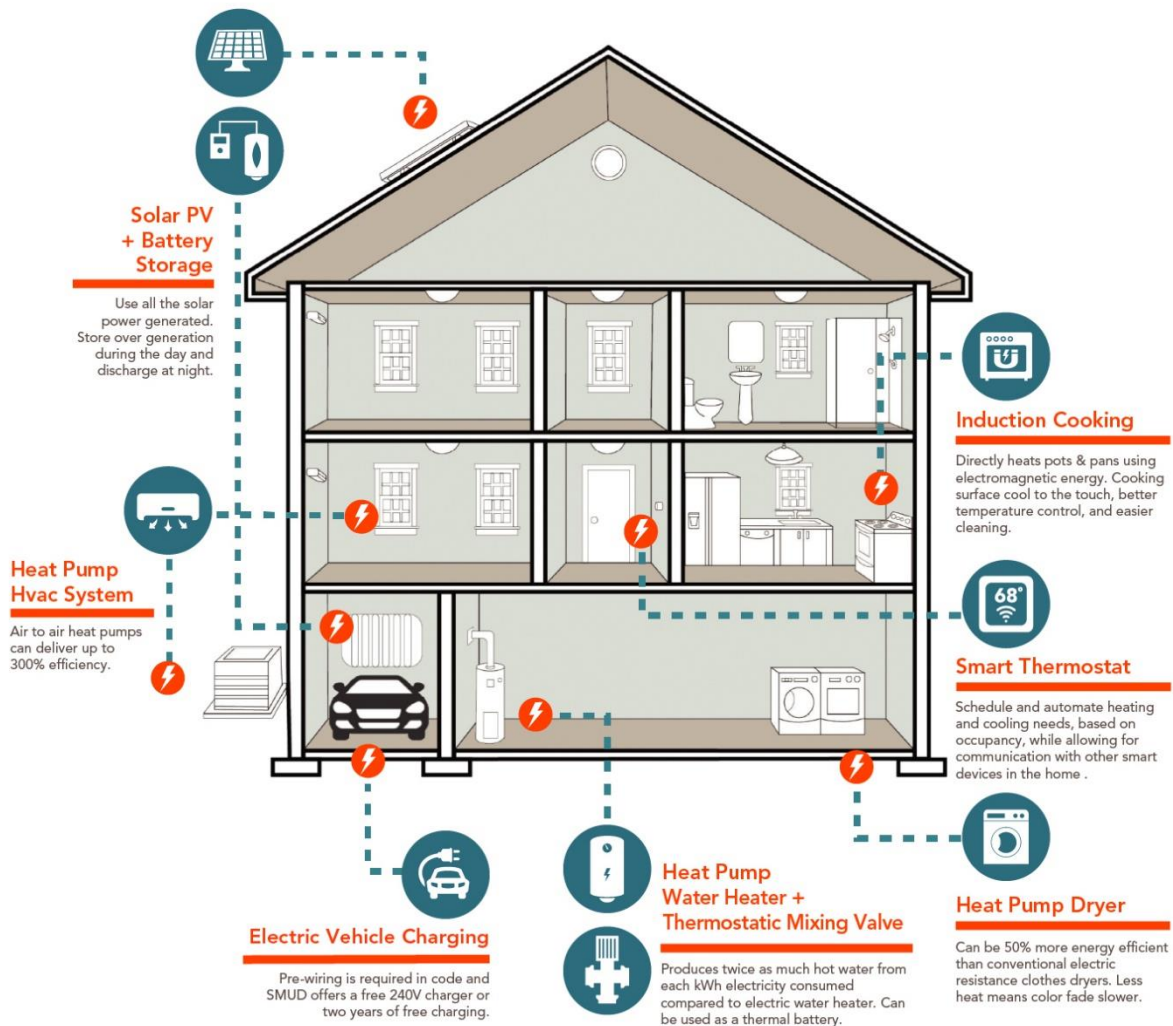 Solar PV
+ Battery
Storage
Use all the solar
power generated.
Store over generation
during the day and
discharge at night.
Heat Pump
Hvac System
Air to air heat pumps
can deliver up to
300% efficiency.
Induction Cooking
Directly heats pots & pans using
electromagnetic energy. Cooking
surface cool to the touch, better
temperature control, and easier
cleaning.
68°
Smart Thermostat
Schedule and automate heating
and cooling needs, based on
occupancy, while allowing for
communication with other smart
devices in the home .
Electric Vehicle Charging
Pre-wiring is required in code and
SMUD offers a free 240V charger or
two years of free charging.
Heat Pump
Water Heater +
Thermostatic Mixing Valve
Produces twice as much hot water from
each kWh electricity consumed
compared to electric water heater. Can
be used as a thermal battery.
Heat Pump Dryer
Can be 50% more energy efficient
than conventional electric
resistance clothes dryers. Less
heat means color fade slower.